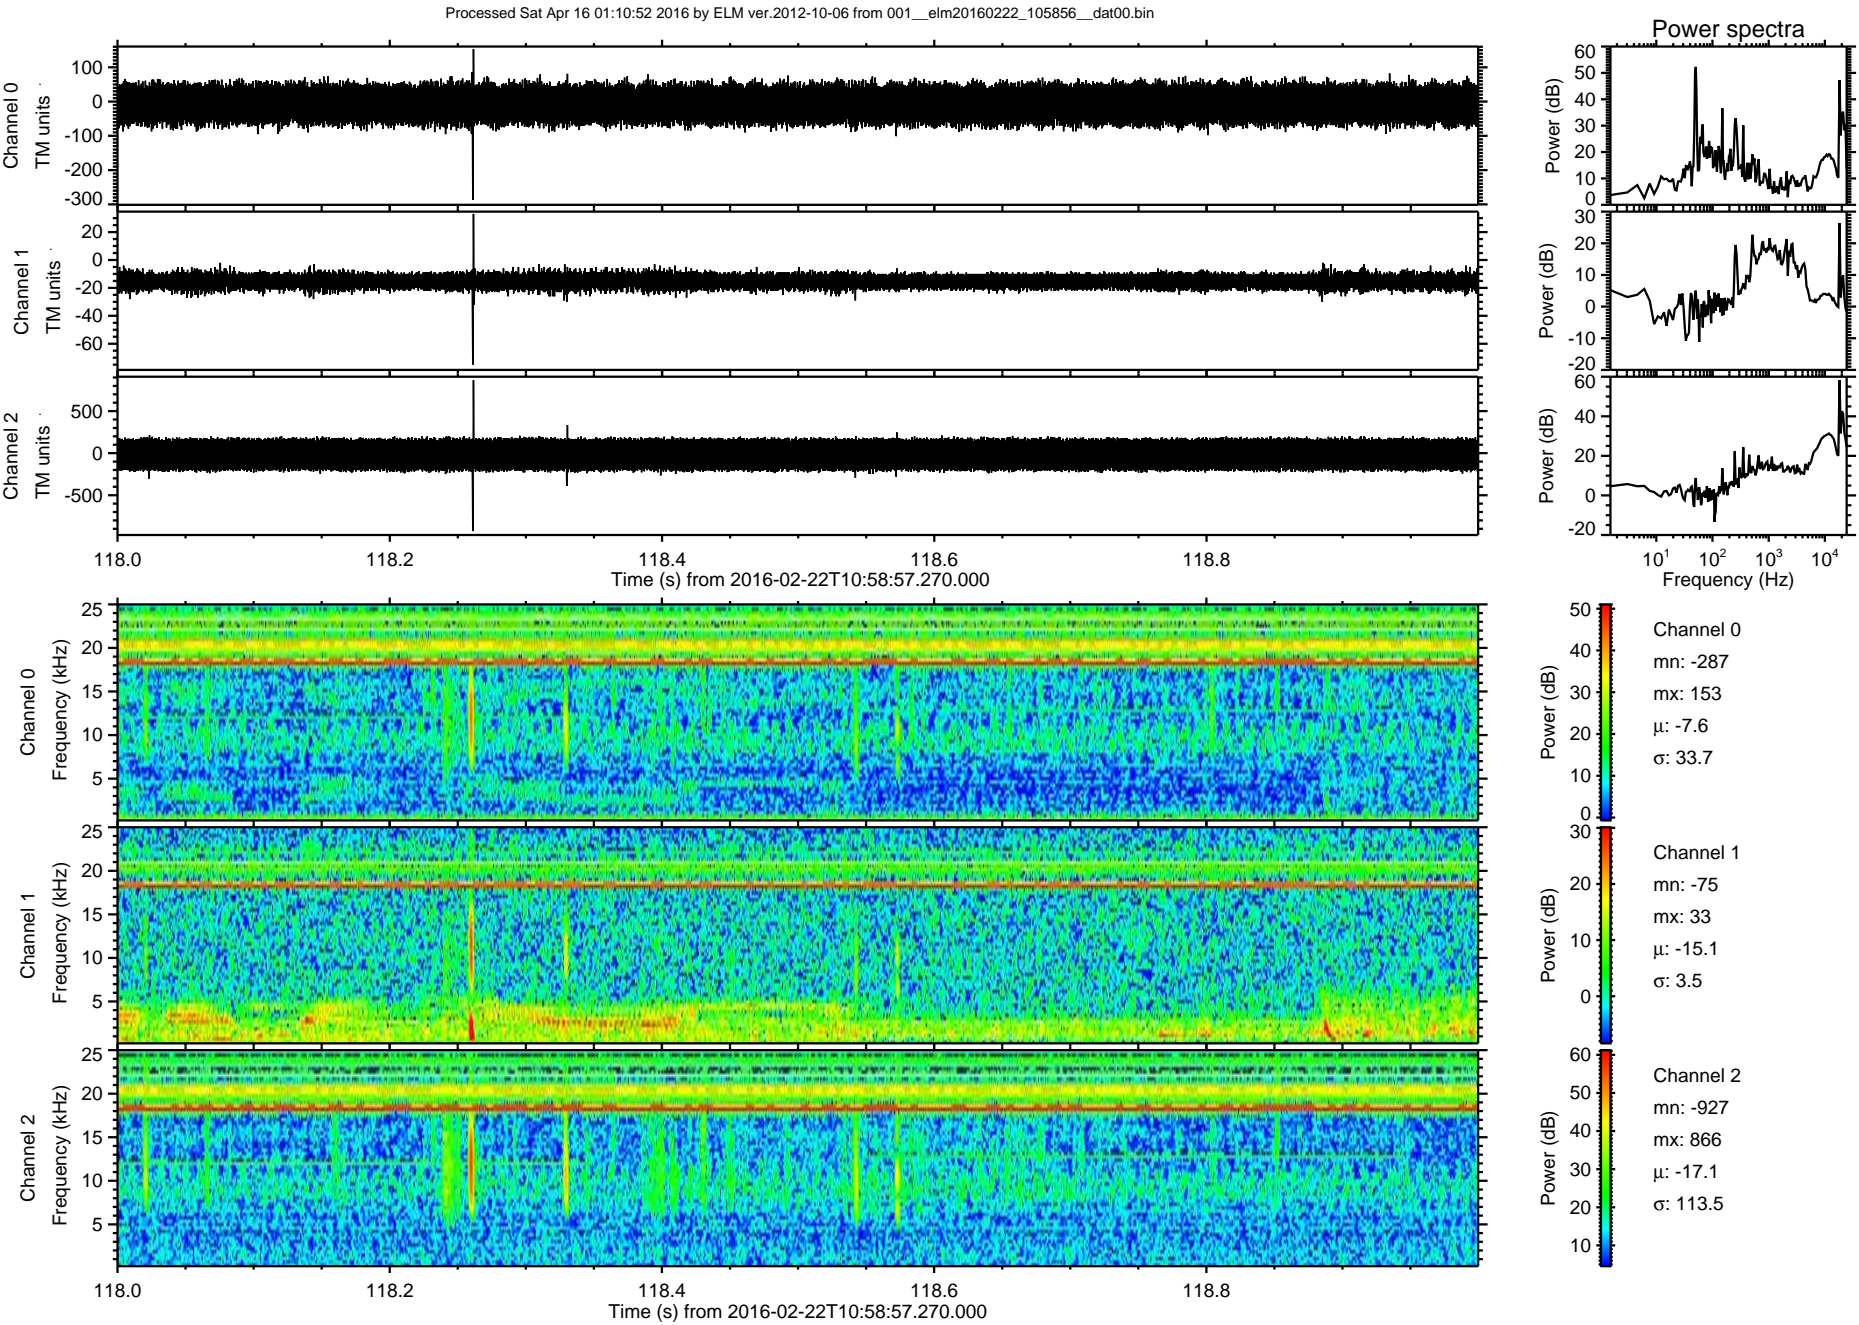 Processed Sat Apr 16 01:10:52 2016 by ELM ver.2012-10-06 from 001__elm20160222_105856__dat00.bin
Power spectra
Channel 0
TM units
100
0
-100
-200
-300
Power (dB)
60
50
40
30
20
10
0
Channel 1
TM units
20
0
-20
-40
-60
Power (dB)
30
20
10
0
-10
-20
Channel 2
TM units
500
0
-500
Power (dB)
60
40
20
0
-20
118.0 118.2 118.4 118.6 118.8
Time (s) from 2016-02-22T10:58:57.270.000
10¹ 10² 10³ 10⁴
Frequency (Hz)
Channel 0
Frequency (kHz)
25
20
15
10
5
Power (dB)
50
40
30
20
10
0
Channel 0
mn: -287
mx: 153
μ: -7.6
σ: 33.7
Channel 1
Frequency (kHz)
25
20
15
10
5
Power (dB)
30
20
10
0
Channel 1
mn: -75
mx: 33
μ: -15.1
σ: 3.5
Channel 2
Frequency (kHz)
25
20
15
10
5
Power (dB)
60
50
40
30
20
10
Channel 2
mn: -927
mx: 866
μ: -17.1
σ: 113.5
118.0 118.2 118.4 118.6 118.8
Time (s) from 2016-02-22T10:58:57.270.000